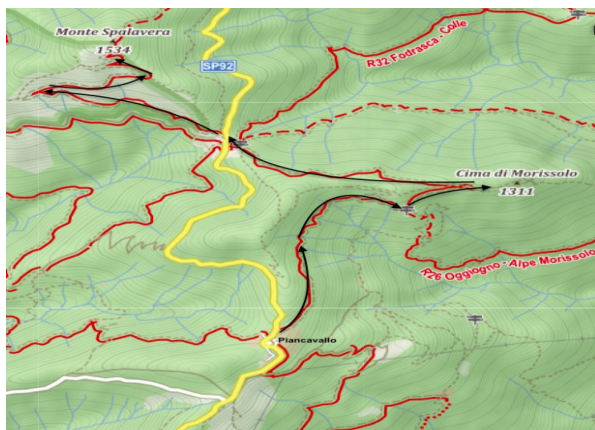 Monte Spalavera
1534
SP92
R32 Fodrasca - Colle
Cima di Morissolo
1311
R26 Oggiogno - Alpe Morissolo
Piancavallo